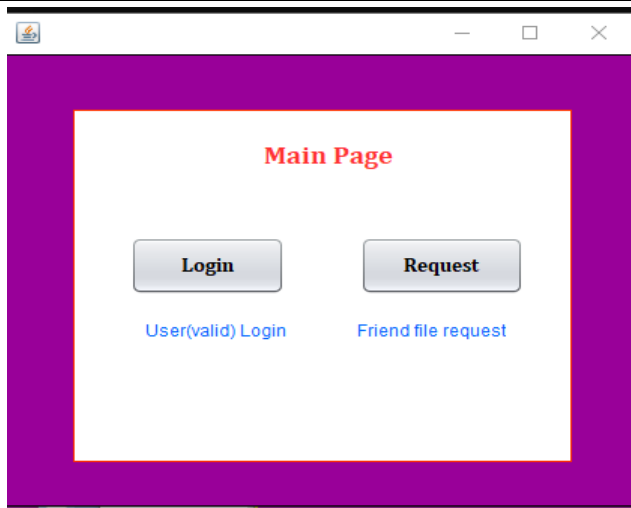 Main Page
Login Request
User(valid) Login Friend file request